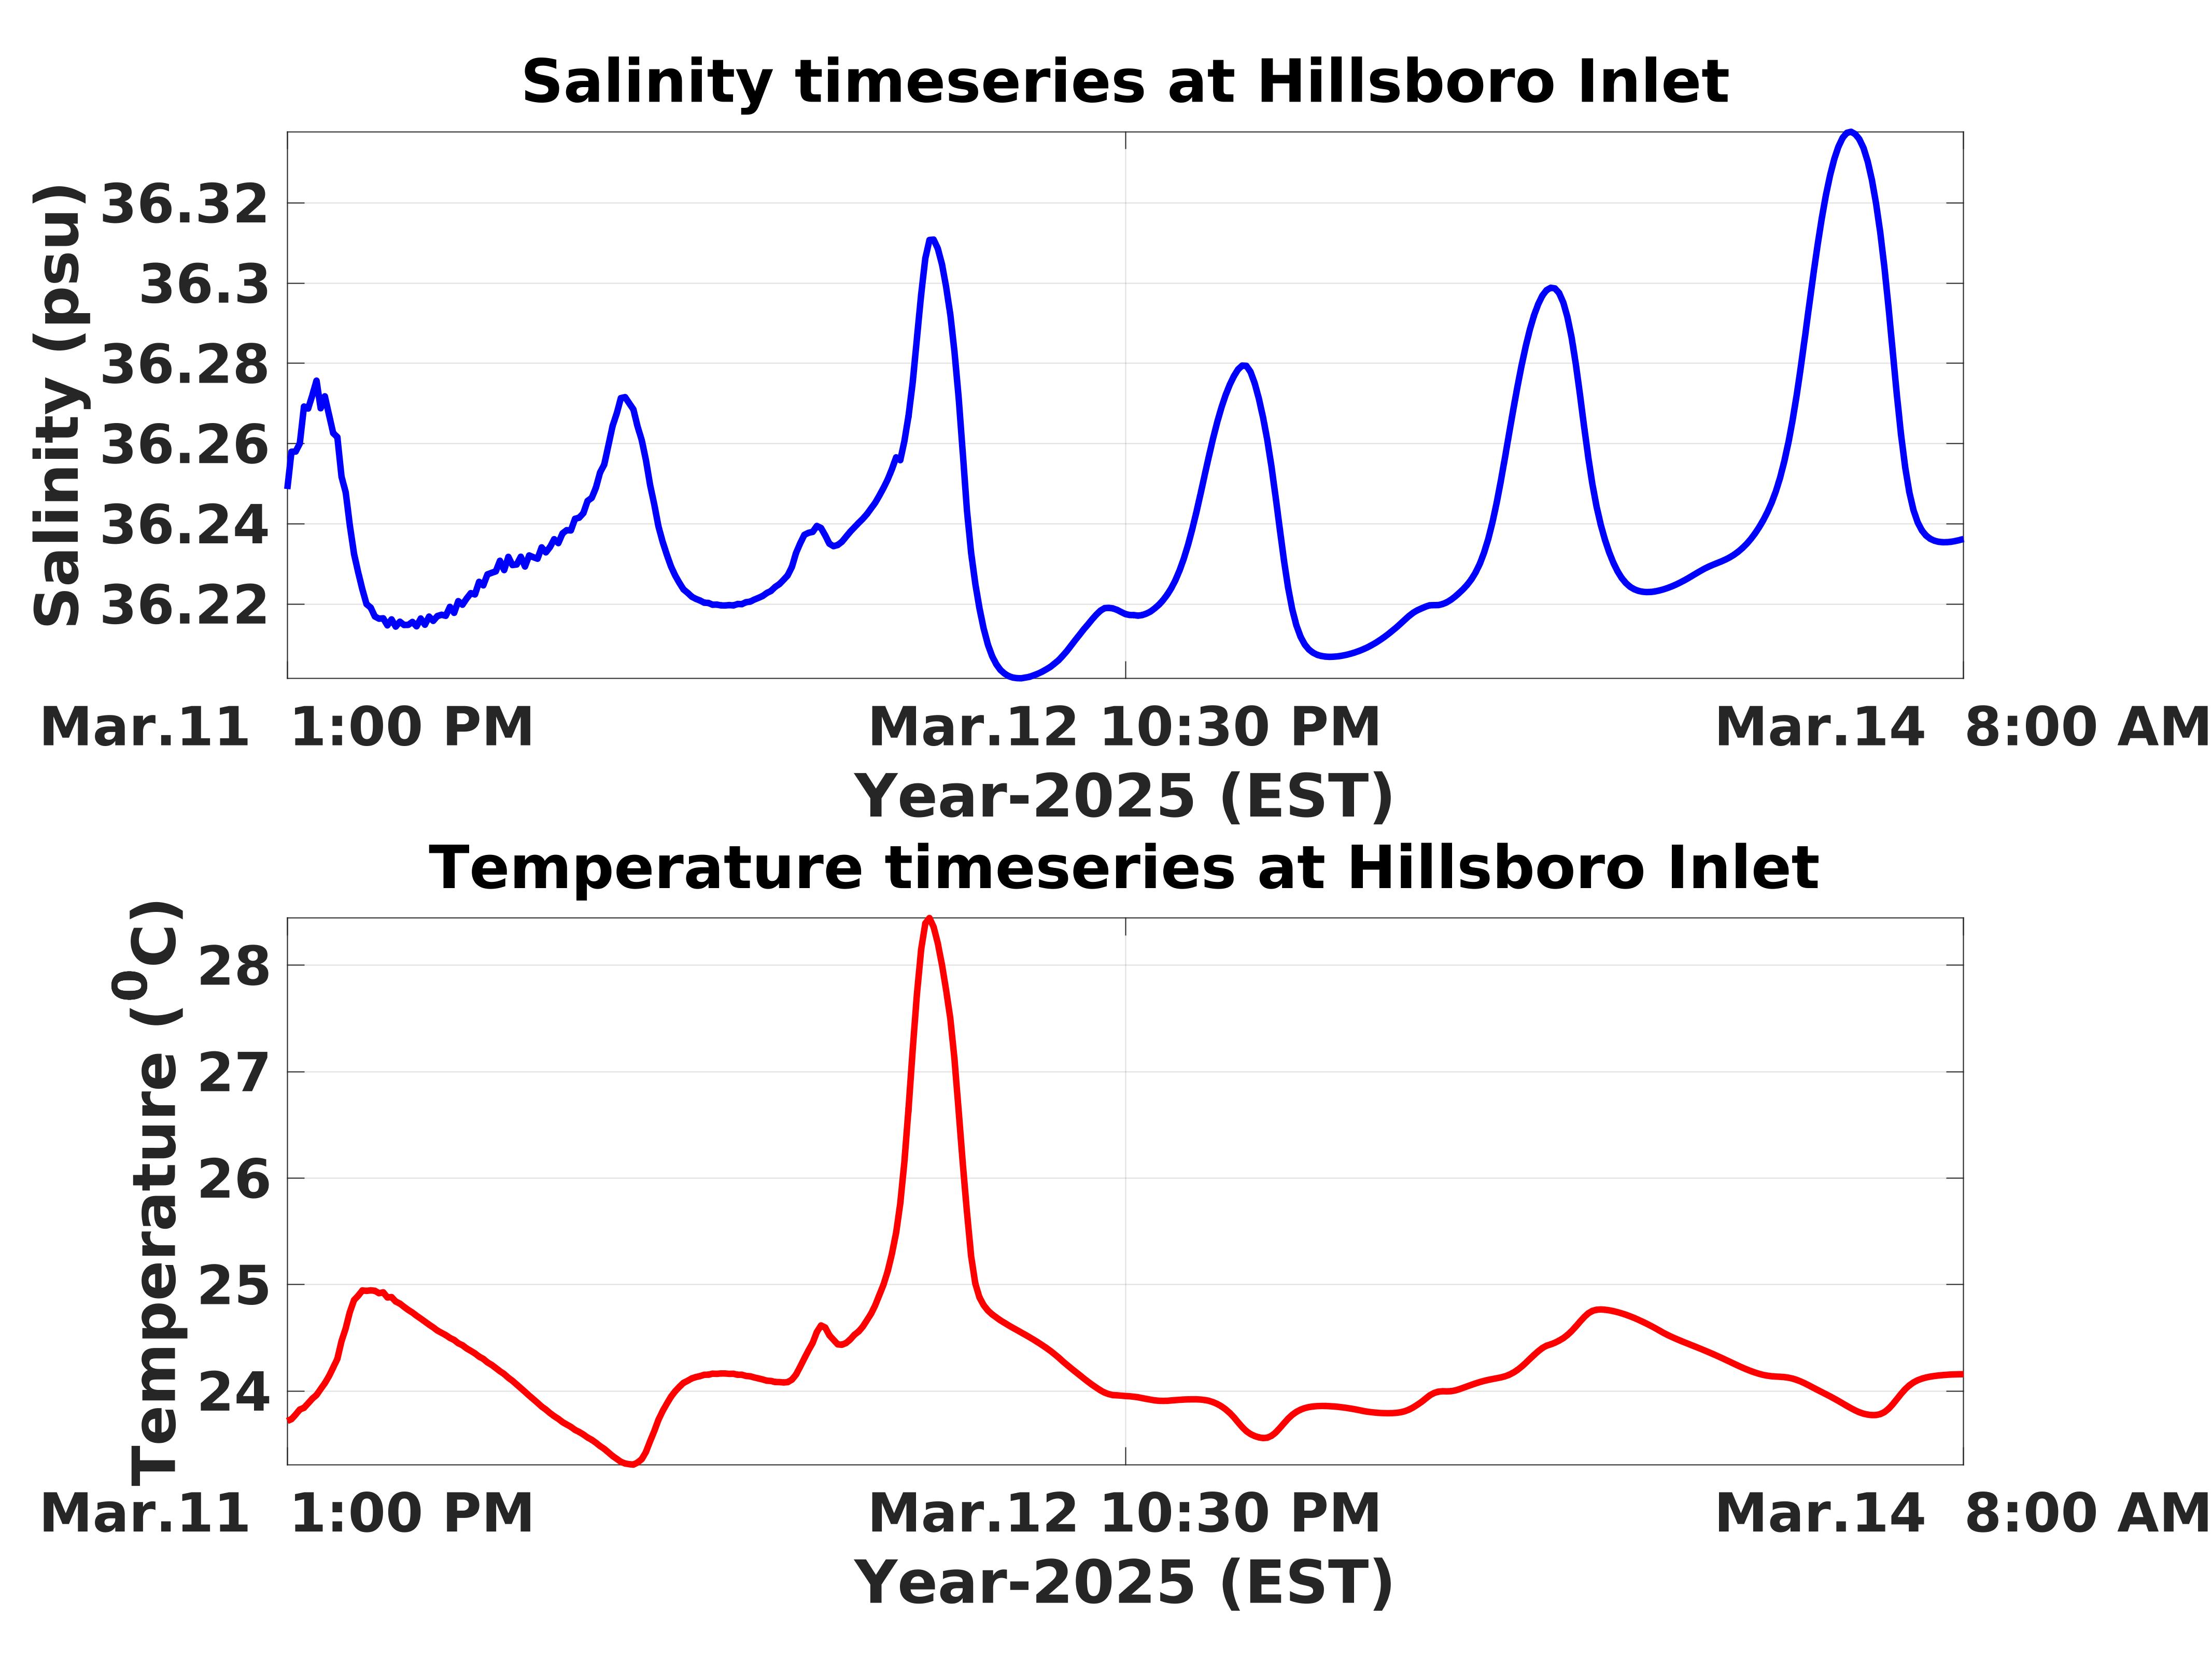 Salinity timeseries at Hillsboro Inlet
Salinity (psu)
36.32
36.3
36.28
36.26
36.24
36.22
Mar.11  1:00 PM
Mar.12 10:30 PM
Mar.14  8:00 AM
Year-2025 (EST)
Temperature timeseries at Hillsboro Inlet
Temperature (⁰C)
28
27
26
25
24
Mar.11  1:00 PM
Mar.12 10:30 PM
Mar.14  8:00 AM
Year-2025 (EST)